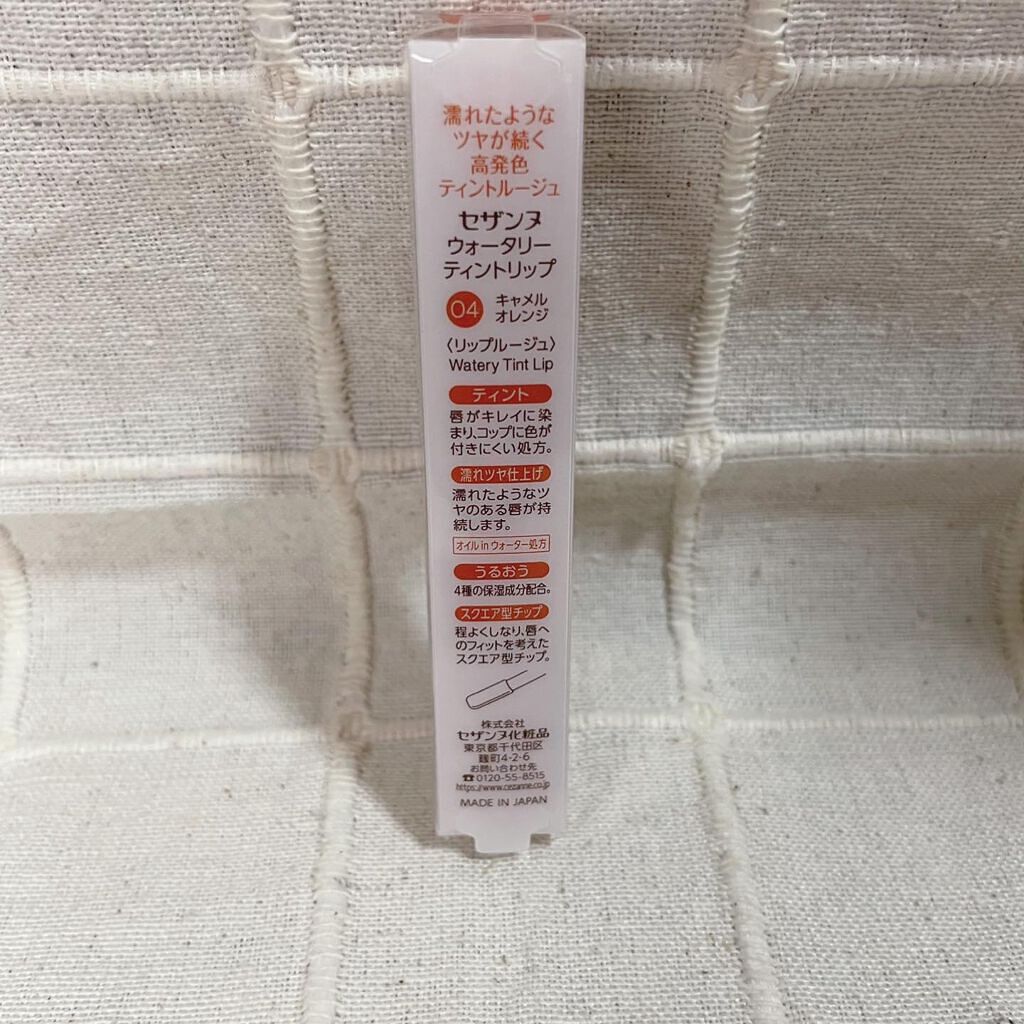 濡れたような
ツヤが続く
高発色
ティントルージュ
セザンヌ
ウォータリー
ティントリップ
04 キャメル
オレンジ
〈リップルージュ〉
Watery Tint Lip
ティント
唇がキレイに染
まり、コップに色が
付きにくい処方。
濡れツヤ仕上げ
濡れたようなツ
ヤのある唇が持
続します。
オイル in ウォーター処方
うるおう
4種の保湿成分配合。
スクエア型チップ
程よくしなり、唇へ
のフィットを考えた
スクエア型チップ。
株式会社
セザンヌ化粧品
東京都千代田区
麹町4-2-6
お問い合わせ先
☎0120-55-8515
https://www.cezanne.co.jp
MADE IN JAPAN